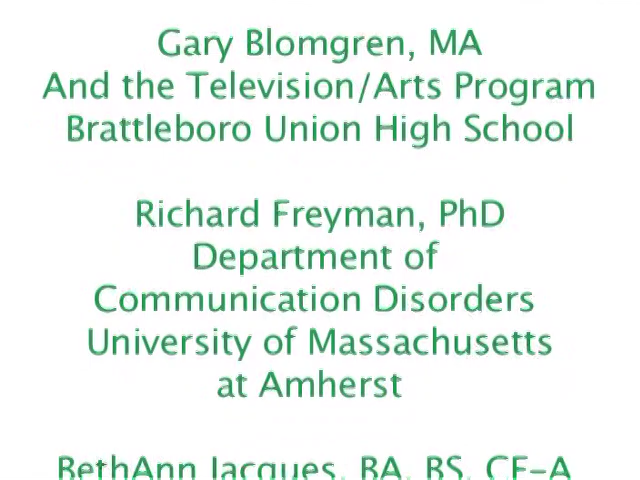 Gary Blomgren, MA
And the Television/Arts Program
Brattleboro Union High School
Richard Freyman, PhD
Department of
Communication Disorders
University of Massachusetts
at Amherst
BethAnn Jacques, BA, BS, CF-A